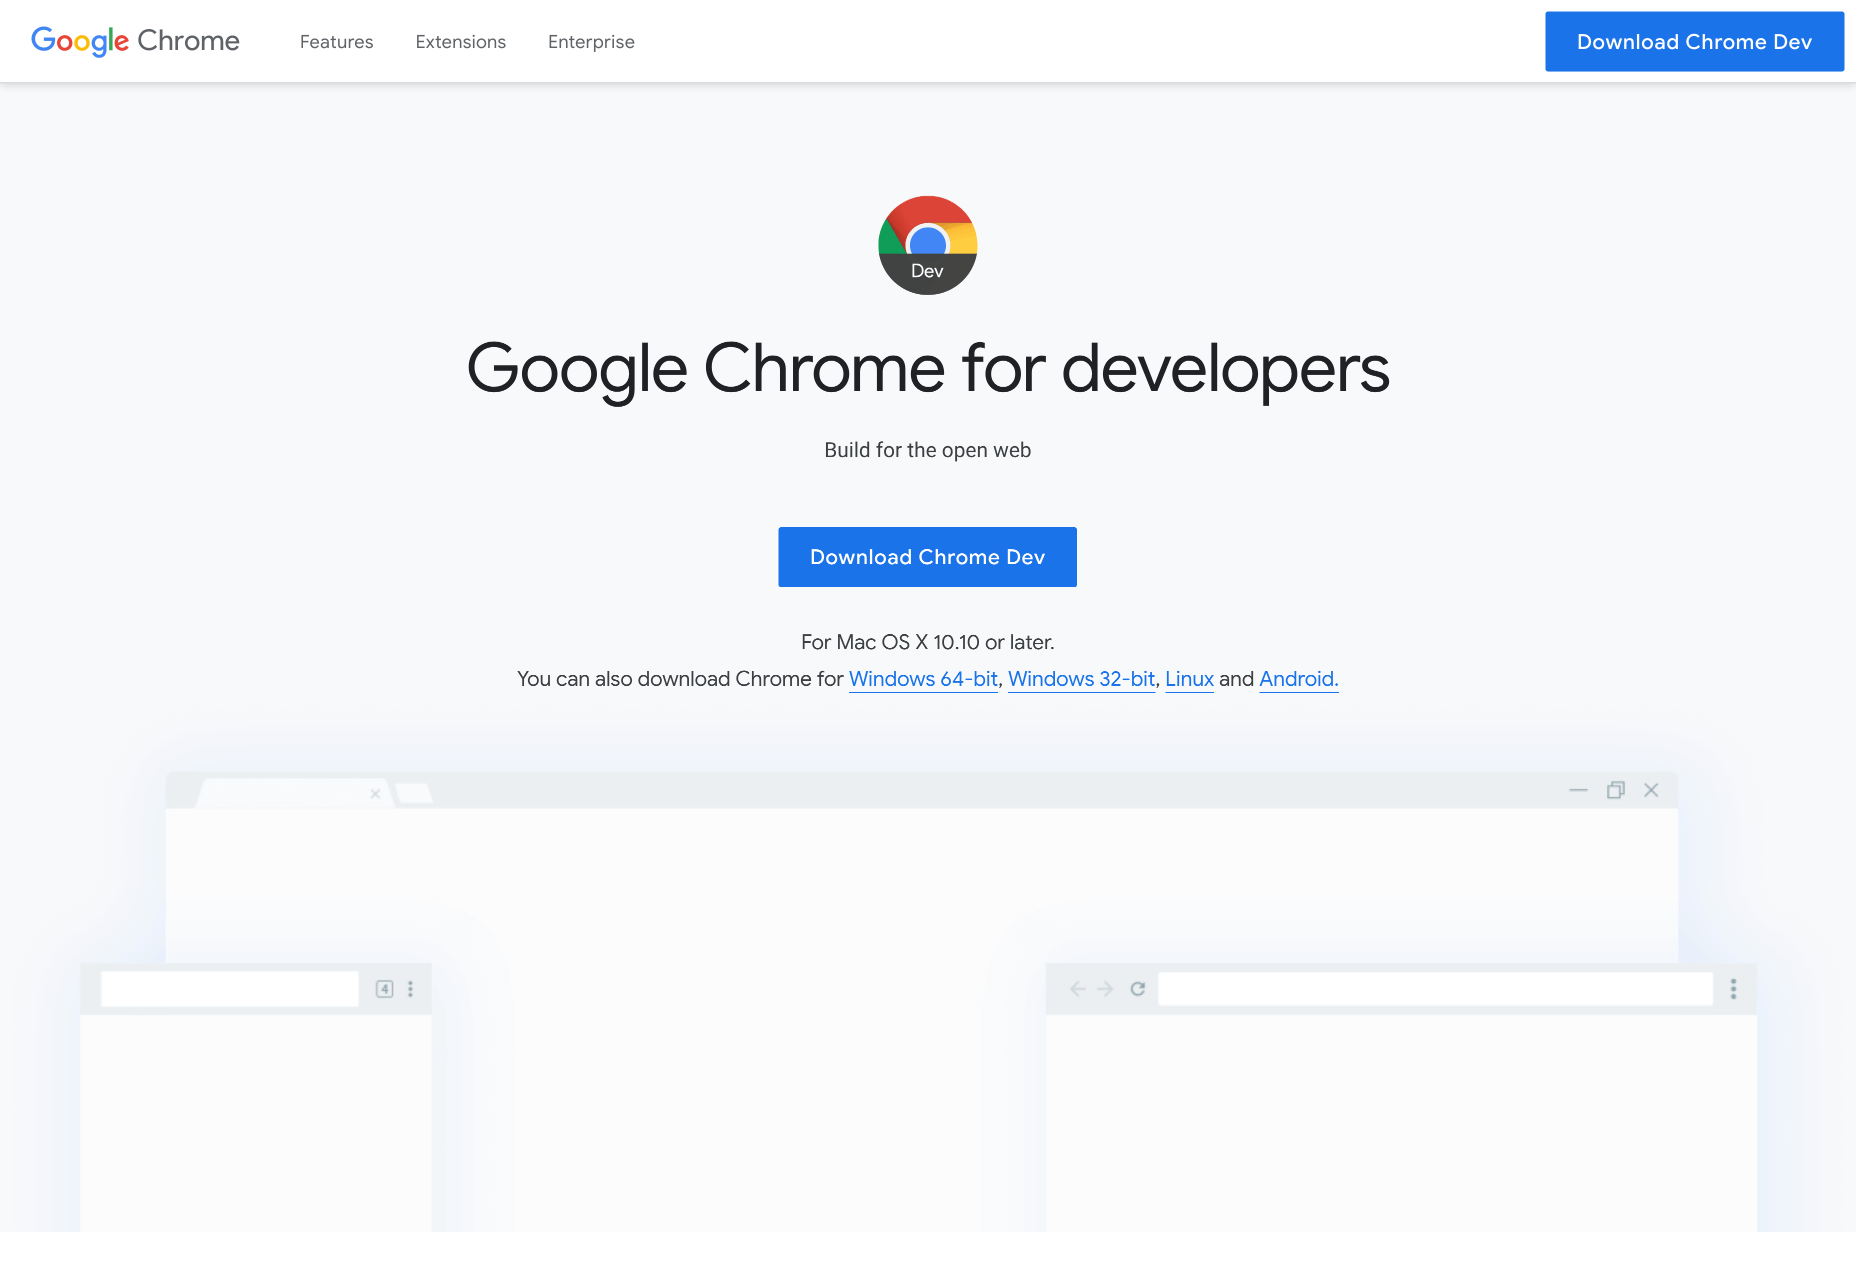 Google Chrome Features Extensions Enterprise Download Chrome Dev
Dev
Google Chrome for developers
Build for the open web
Download Chrome Dev
For Mac OS X 10.10 or later.
You can also download Chrome for Windows 64-bit, Windows 32-bit, Linux and Android.
4